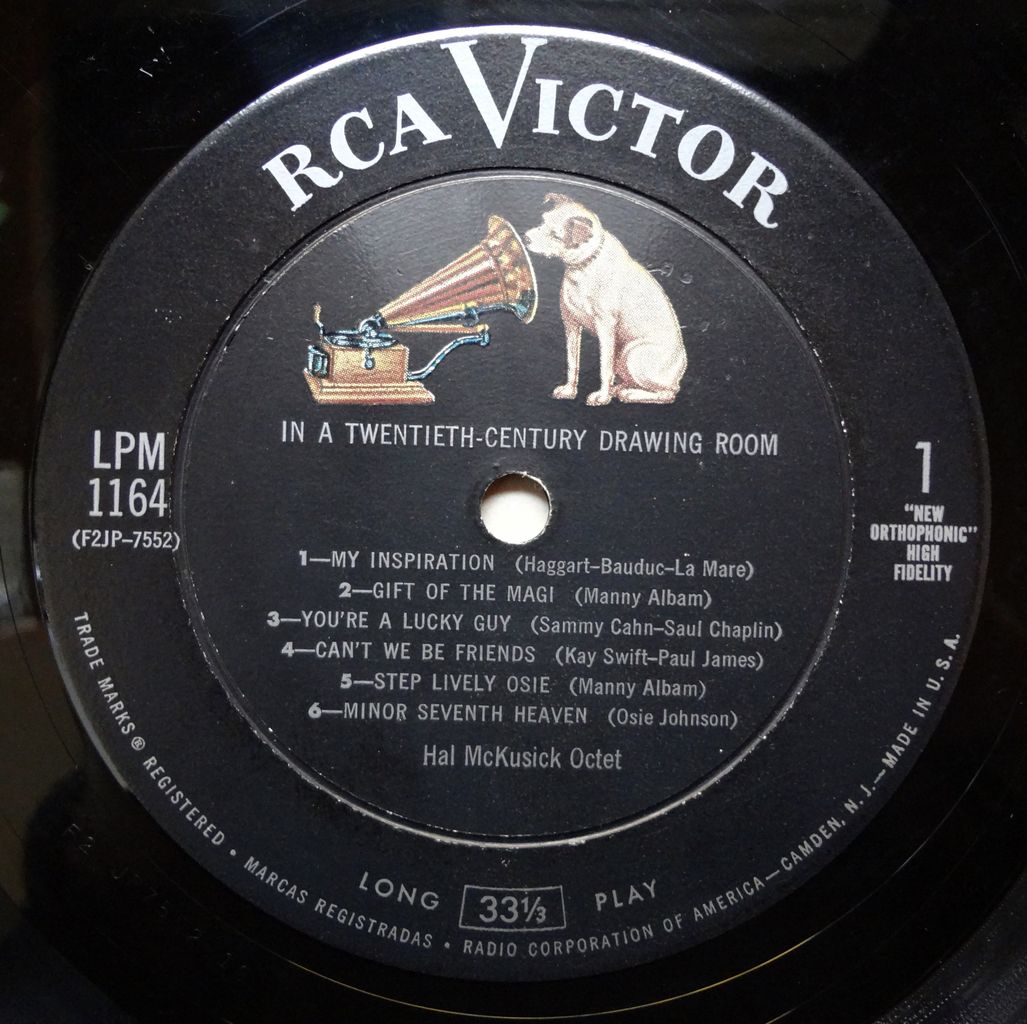 RCA VICTOR
IN A TWENTIETH-CENTURY DRAWING ROOM
LPM
1164
(F2JP-7552)
1
"NEW
ORTHOPHONIC"
HIGH
FIDELITY
1—MY INSPIRATION (Haggart-Bauduc-La Mare)
2—GIFT OF THE MAGI (Manny Albam)
3—YOU'RE A LUCKY GUY (Sammy Cahn-Saul Chaplin)
4—CAN'T WE BE FRIENDS (Kay Swift-Paul James)
5—STEP LIVELY OSIE (Manny Albam)
6—MINOR SEVENTH HEAVEN (Osie Johnson)
Hal McKusick Octet
LONG 33⅓ PLAY
TRADE MARKS ® REGISTERED • MARCAS REGISTRADAS • RADIO CORPORATION OF AMERICA—CAMDEN, N. J.—MADE IN U. S. A.